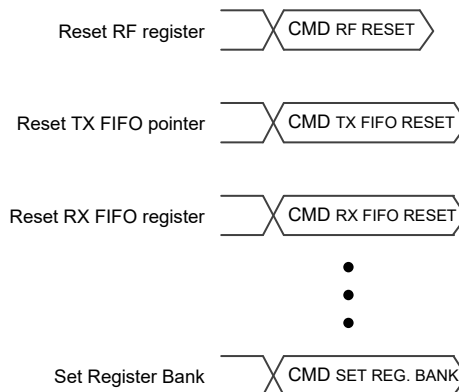 Reset RF register CMD RF RESET
Reset TX FIFO pointer CMD TX FIFO RESET
Reset RX FIFO register CMD RX FIFO RESET
Set Register Bank CMD SET REG. BANK